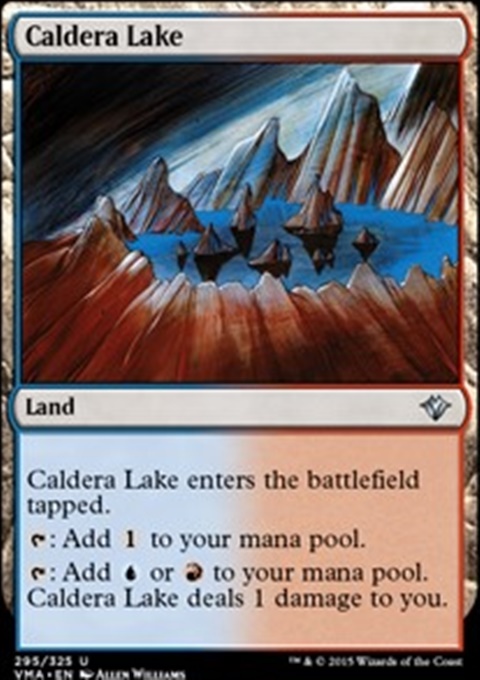 Caldera Lake
Land
Caldera Lake enters the battlefield
tapped.
: Add 1 to your mana pool.
: Add or to your mana pool.
Caldera Lake deals 1 damage to you.
295/325 U
™ & © 2015 Wizards of the Coast
VMA • EN Allen Williams